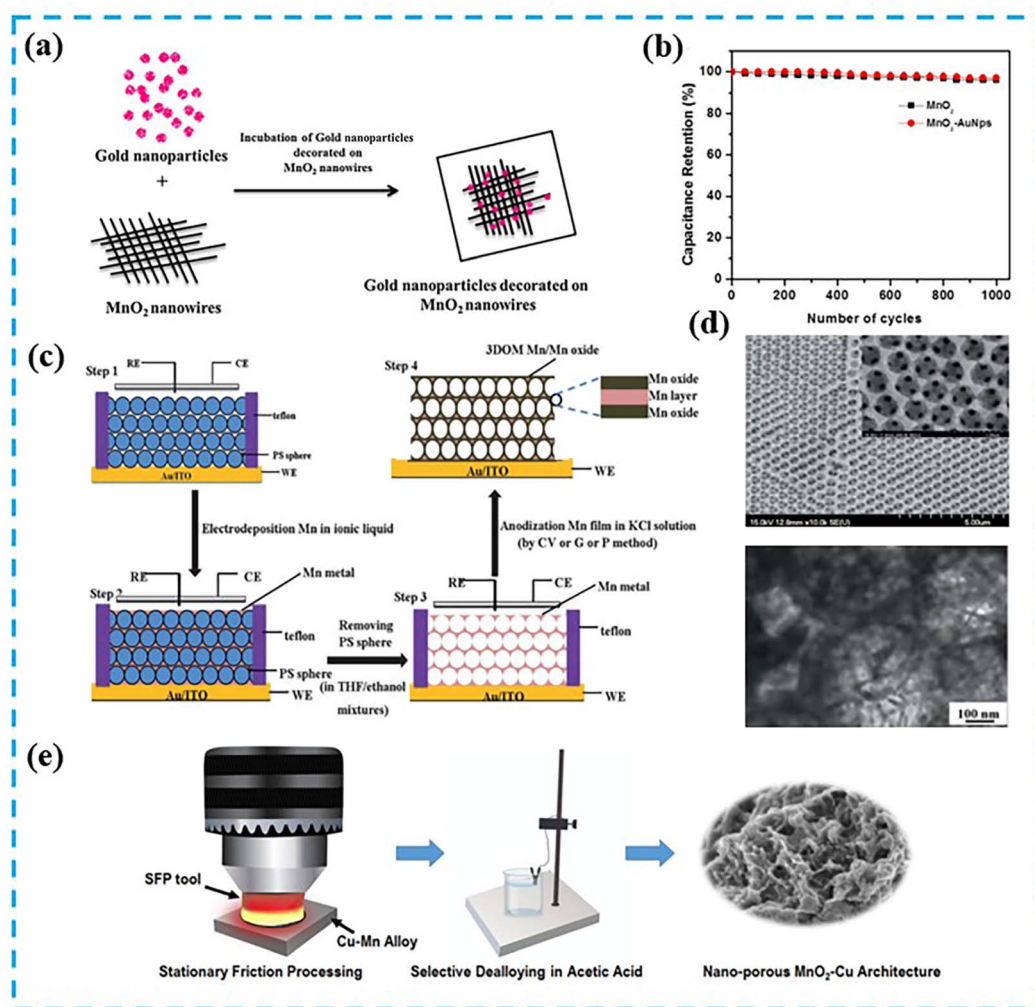 (a)
Gold nanoparticles
+
MnO2 nanowires
Incubation of Gold nanoparticles
decorated on
MnO2 nanowires
Gold nanoparticles decorated on
MnO2 nanowires
(b)
Capacitance Retention (%)
100
80
60
40
20
0
MnO2
MnO2-AuNps
0
200
400
600
800
1000
Number of cycles
(c)
Step 1
RE
CE
teflon
PS sphere
WE
Au/ITO
Electrodeposition Mn in ionic liquid
Step 2
RE
CE
Mn metal
teflon
PS sphere
WE
Au/ITO
Removing
PS sphere
(in THF/ethanol
mixtures)
Step 3
RE
CE
Mn metal
teflon
WE
Au/ITO
Anodization Mn film in KCl solution
(by CV or G or P method)
Step 4
3DOM Mn/Mn oxide
Mn oxide
Mn layer
Mn oxide
WE
Au/ITO
(d)
15.0kV 12.8mm x10.0k SE(U)
5.00um
100 nm
(e)
SFP tool
Cu-Mn Alloy
Stationary Friction Processing
Selective Dealloying in Acetic Acid
Nano-porous MnO2-Cu Architecture